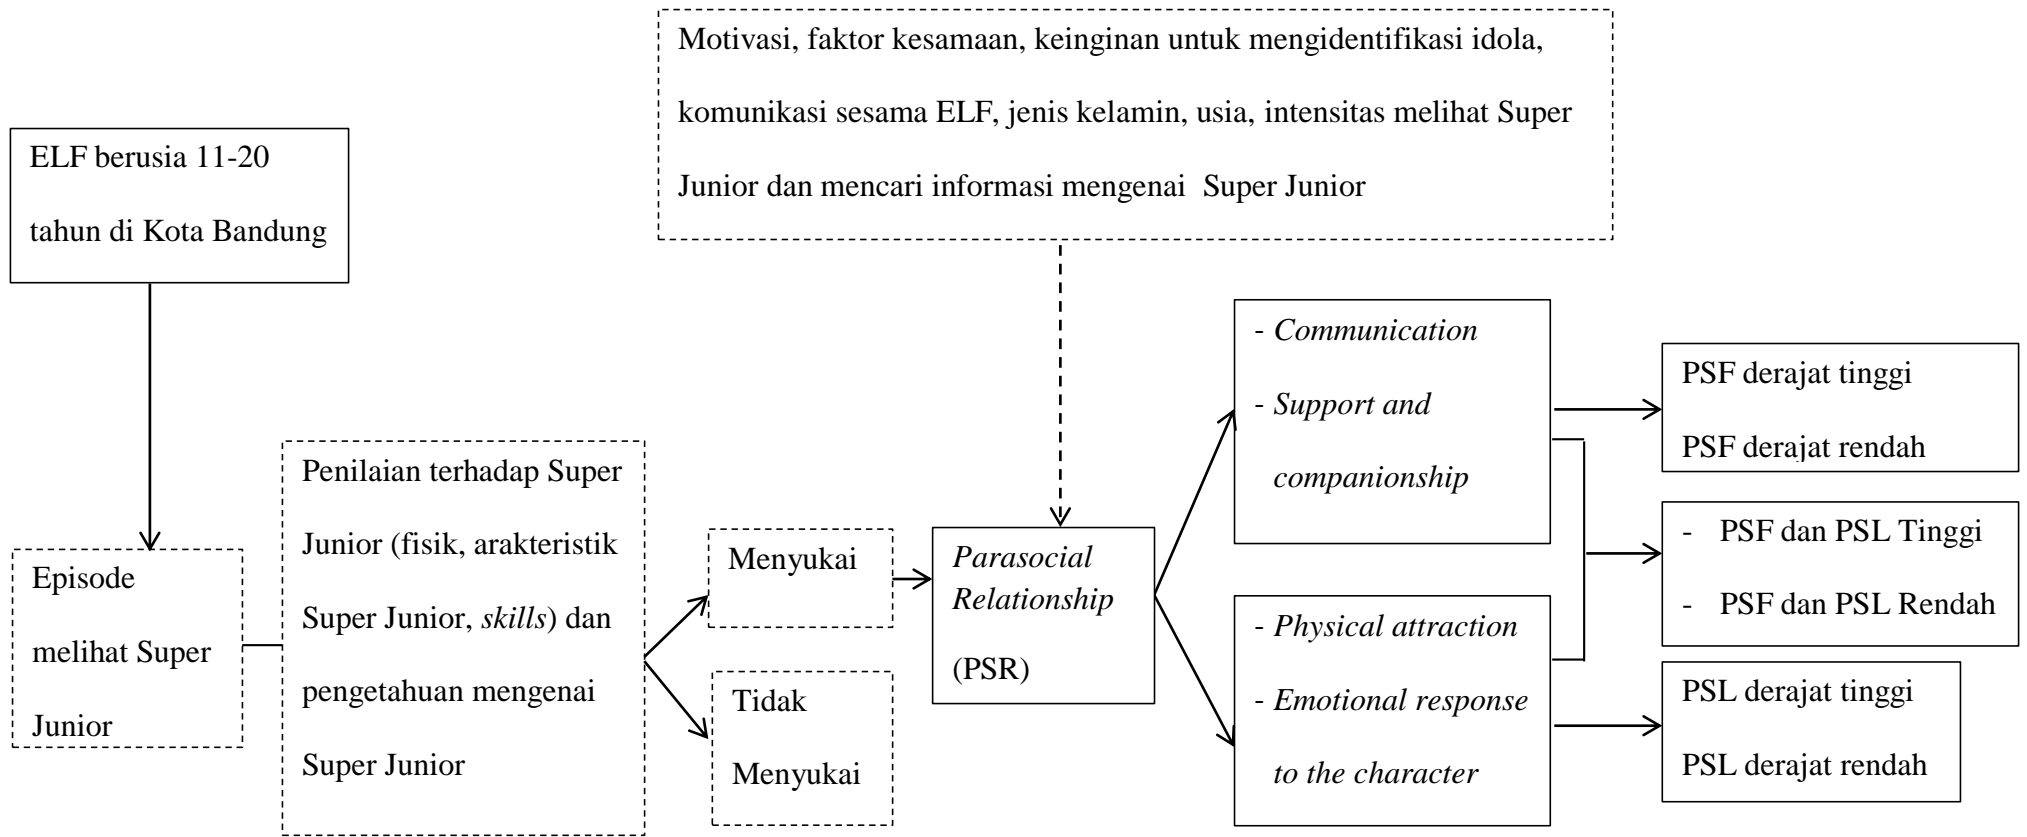 Motivasi, faktor kesamaan, keinginan untuk mengidentifikasi idola,
komunikasi sesama ELF, jenis kelamin, usia, intensitas melihat Super
Junior dan mencari informasi mengenai Super Junior
ELF berusia 11-20
tahun di Kota Bandung
Episode
melihat Super
Junior
Penilaian terhadap Super
Junior (fisik, arakteristik
Super Junior, skills) dan
pengetahuan mengenai
Super Junior
Menyukai
Tidak
Menyukai
Parasocial
Relationship
(PSR)
- Communication
- Support and
companionship
- Physical attraction
- Emotional response
to the character
PSF derajat tinggi
PSF derajat rendah
- PSF dan PSL Tinggi
- PSF dan PSL Rendah
PSL derajat tinggi
PSL derajat rendah